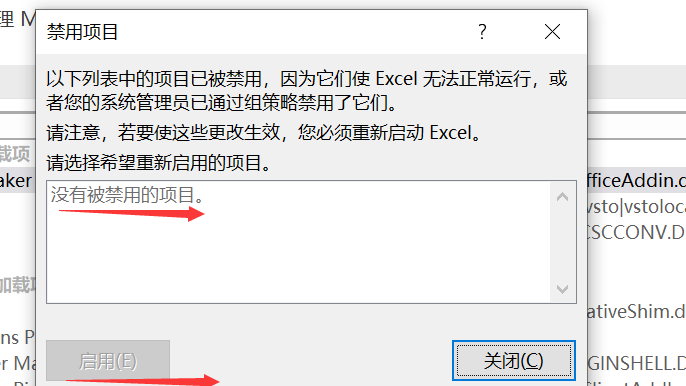 理 M
禁用项目
?
以下列表中的项目已被禁用，因为它们使 Excel 无法正常运行，或
者您的系统管理员已通过组策略禁用了它们。
请注意，若要使这些更改生效，您必须重新启动 Excel。
请选择希望重新启用的项目。
载项
aker
没有被禁用的项目。
fficeAddin.d
vsto|vstoloca
CSCCONV.D
加载项
ativeShim.d
ns P
启用(E)
关闭(C)
er Ma
GINSHELL.D